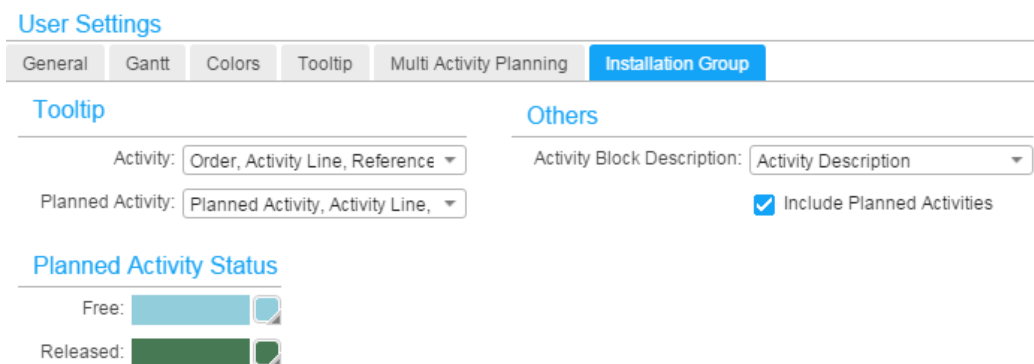 User Settings
General Gantt Colors Tooltip Multi Activity Planning Installation Group
Tooltip
Activity: Order, Activity Line, Reference
Planned Activity: Planned Activity, Activity Line,
Others
Activity Block Description: Activity Description
Include Planned Activities
Planned Activity Status
Free:
Released: